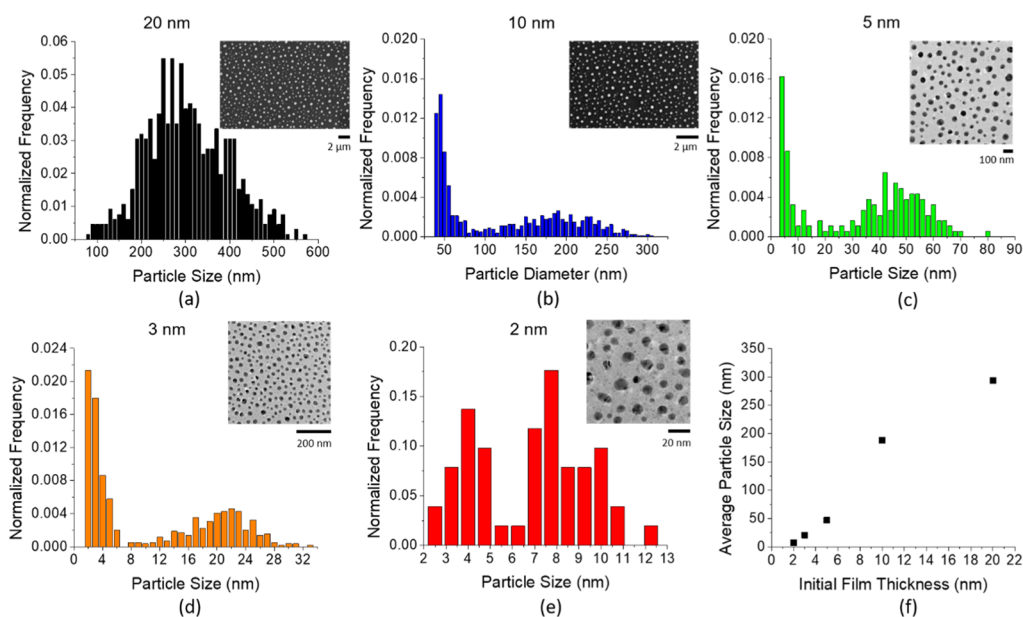 20 nm
0.06
0.05
0.04
0.03
0.02
0.01
0.00
Normalized Frequency
100 200 300 400 500 600
Particle Size (nm)
2 µm
(a)
10 nm
0.020
0.016
0.012
0.008
0.004
0.000
Normalized Frequency
50 100 150 200 250 300
Particle Diameter (nm)
2 µm
(b)
5 nm
0.020
0.016
0.012
0.008
0.004
0.000
Normalized Frequency
0 10 20 30 40 50 60 70 80 90
Particle Size (nm)
100 nm
(c)
3 nm
0.024
0.020
0.016
0.012
0.008
0.004
0.000
Normalized Frequency
0 4 8 12 16 20 24 28 33
Particle Size (nm)
200 nm
(d)
2 nm
0.20
0.15
0.10
0.05
0.00
Normalized Frequency
2 3 4 5 6 7 8 9 10 11 12 13
Particle Size (nm)
20 nm
(e)
350
300
250
200
150
100
50
0
Average Particle Size (nm)
0 2 4 6 8 10 12 14 16 18 20 22
Initial Film Thickness (nm)
(f)